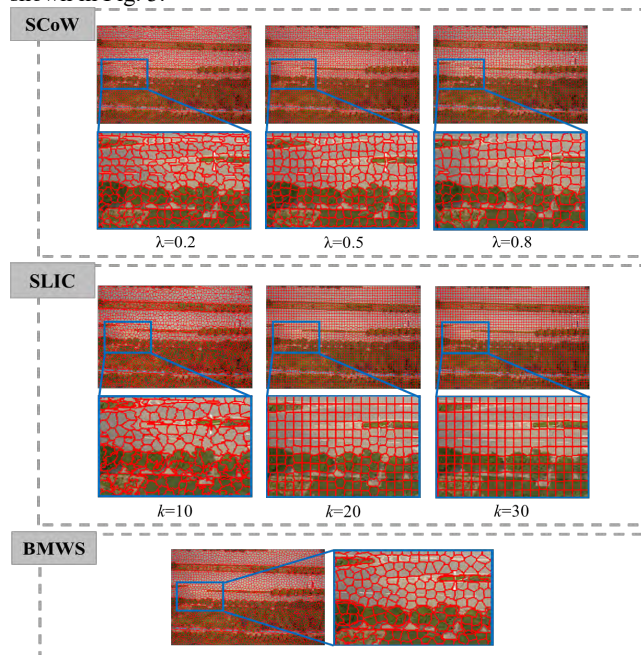 shown in Fig. 3.
SCoW
λ=0.2
λ=0.5
λ=0.8
SLIC
k=10
k=20
k=30
BMWS